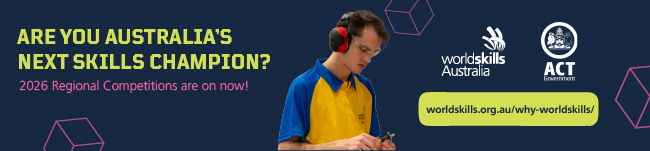 ARE YOU AUSTRALIA'S
NEXT SKILLS CHAMPION?
2026 Regional Competitions are on now!
worldskills
Australia
ACT
Government
worldskills.org.au/why-worldskills/